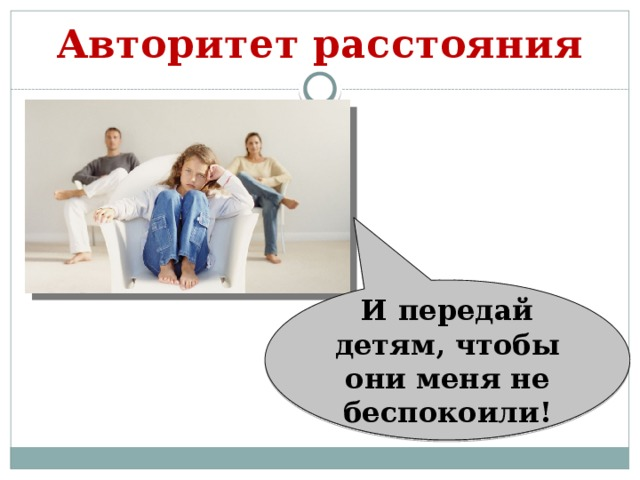 Авторитет расстояния
И передай
детям, чтобы
они меня не
беспокоили!